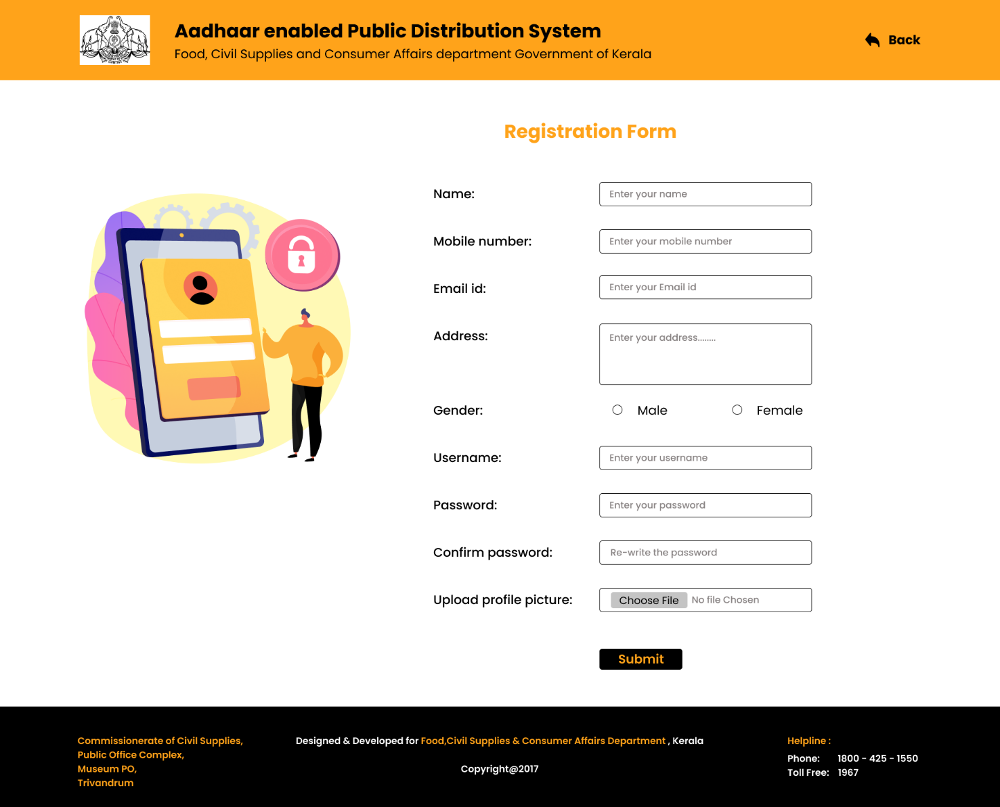 Aadhaar enabled Public Distribution System
Food, Civil Supplies and Consumer Affairs department Government of Kerala
Back
Registration Form
Name:
Enter your name
Mobile number:
Enter your mobile number
Email id:
Enter your Email id
Address:
Enter your address........
Gender:
Male
Female
Username:
Enter your username
Password:
Enter your password
Confirm password:
Re-write the password
Upload profile picture:
Choose File
No file Chosen
Submit
Commissionerate of Civil Supplies,
Public Office Complex,
Museum PO,
Trivandrum
Designed & Developed for Food,Civil Supplies & Consumer Affairs Department , Kerala
Copyright@2017
Helpline :
Phone: 1800 - 425 - 1550
Toll Free: 1967